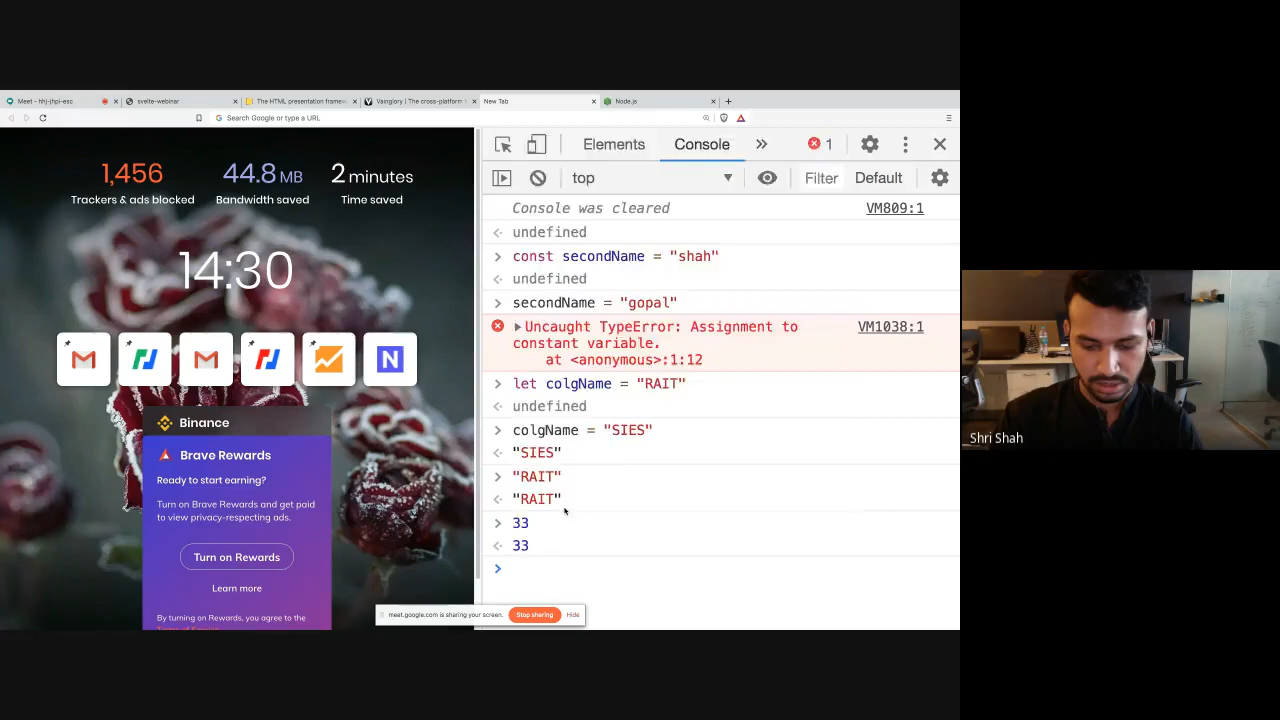 Meet - hhj-jhpi-esc
svelte-webinar
The HTML presentation framew
Vainglory | The cross-platform
New Tab
Node.js
Search Google or type a URL
1,456
44.8 MB
2 minutes
Trackers & ads blocked
Bandwidth saved
Time saved
14:30
Binance
Brave Rewards
Ready to start earning?
Turn on Brave Rewards and get paid
to view privacy-respecting ads.
Turn on Rewards
Learn more
By turning on Rewards, you agree to the
Elements
Console
1
top
Filter
Default
Console was cleared
VM809:1
undefined
const secondName = "shah"
undefined
secondName = "gopal"
Uncaught TypeError: Assignment to
VM1038:1
constant variable.
at <anonymous>:1:12
let colgName = "RAIT"
undefined
colgName = "SIES"
"SIES"
"RAIT"
"RAIT"
33
33
meet.google.com is sharing your screen.
Stop sharing
Hide
Shri Shah